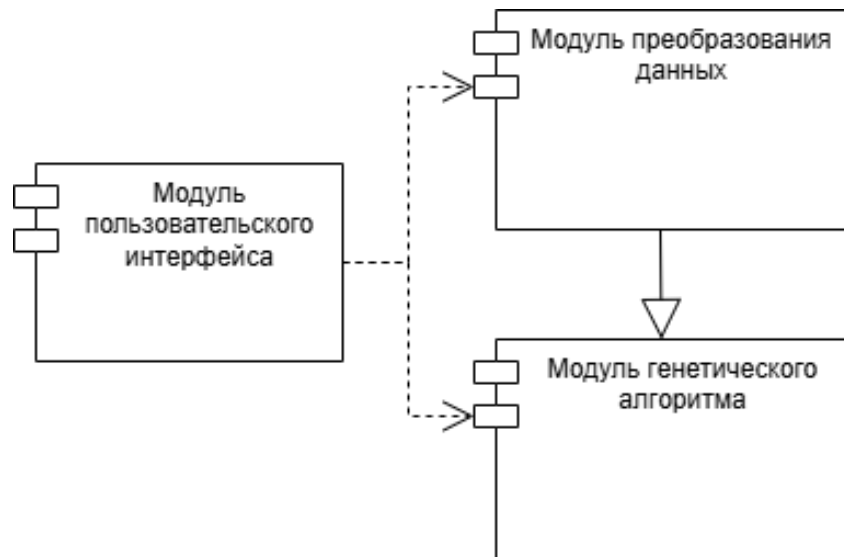 Модуль преобразования
данных
Модуль
пользовательского
интерфейса
Модуль генетического
алгоритма